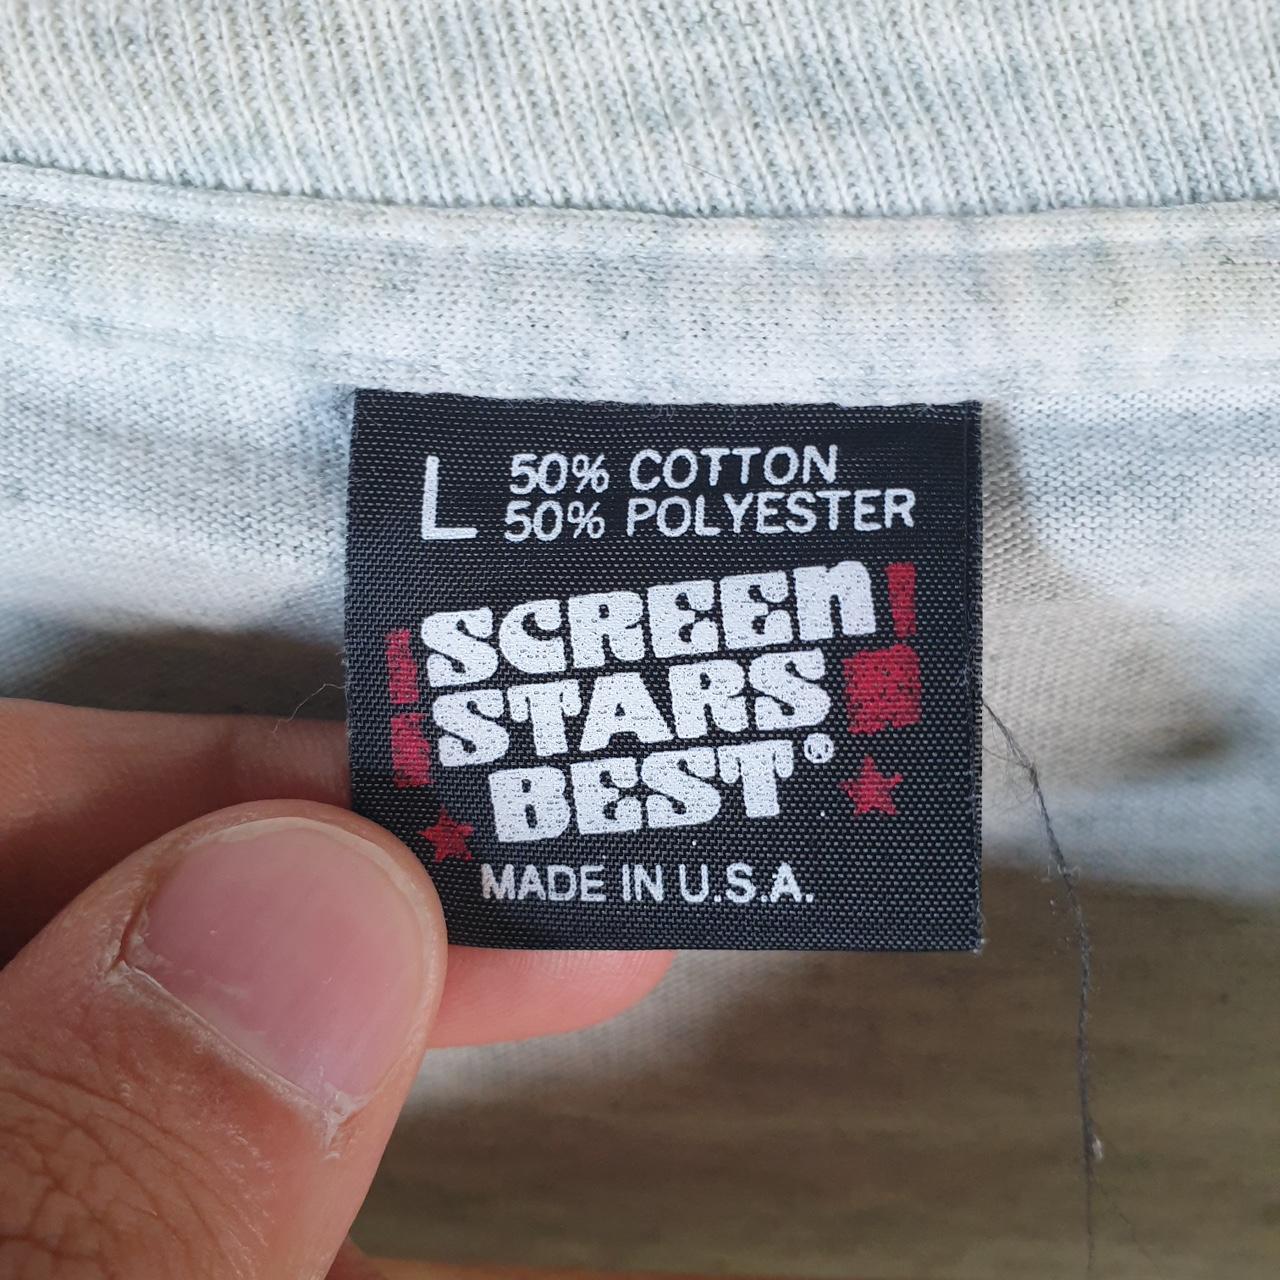 L 50% COTTON
50% POLYESTER
SCREEN
STARS
BEST®
MADE IN U.S.A.